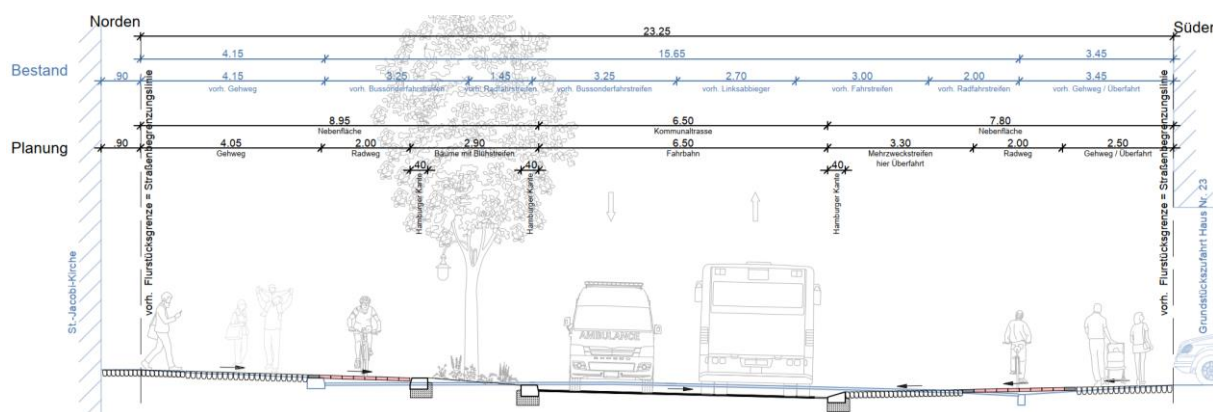 Norden
Süden
23.25
4.15
15.65
3.45
Bestand
.90
4.15
3.25
1.45
3.25
2.70
3.00
2.00
3.45
vorh. Gehweg
vorh. Bussonderfahrstreifen
vorh. Radfahrstreifen
vorh. Bussonderfahrstreifen
vorh. Linksabbieger
vorh. Fahrstreifen
vorh. Radfahrstreifen
vorh. Gehweg / Überfahrt
8.95
6.50
7.80
Nebenfläche
Kommunaltrasse
Nebenfläche
Planung
.90
4.05
2.00
2.90
6.50
3.30
2.00
2.50
Gehweg
Radweg
Bäume mit Blühstreifen
Fahrbahn
Mehrzweckstreifen
hier Überfahrt
Radweg
Gehweg / Überfahrt
40
40
40
Hamburger Kante
Hamburger Kante
Hamburger Kante
St.-Jacobi-Kirche
vorh. Flurstücksgrenze = Straßenbegrenzungslinie
vorh. Flurstücksgrenze = Straßenbegrenzungslinie
Grundstückszufahrt Haus Nr. 23
AMBULANCE